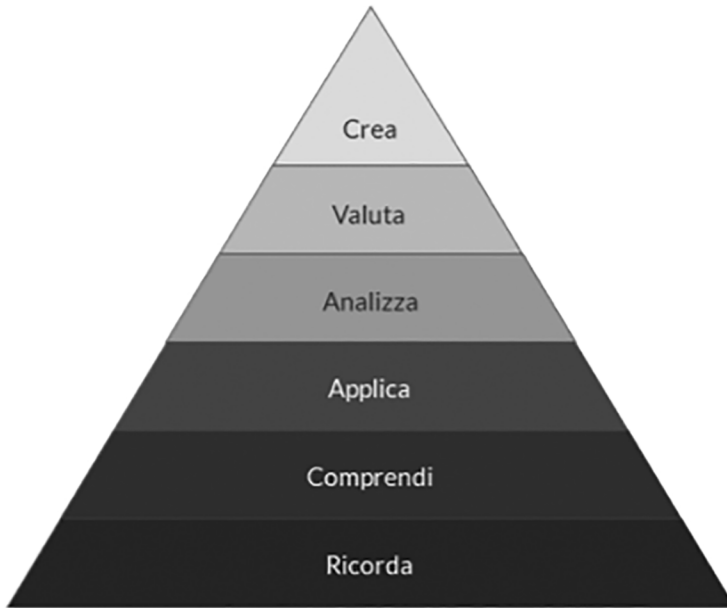 Crea
Valuta
Analizza
Applica
Comprendi
Ricorda